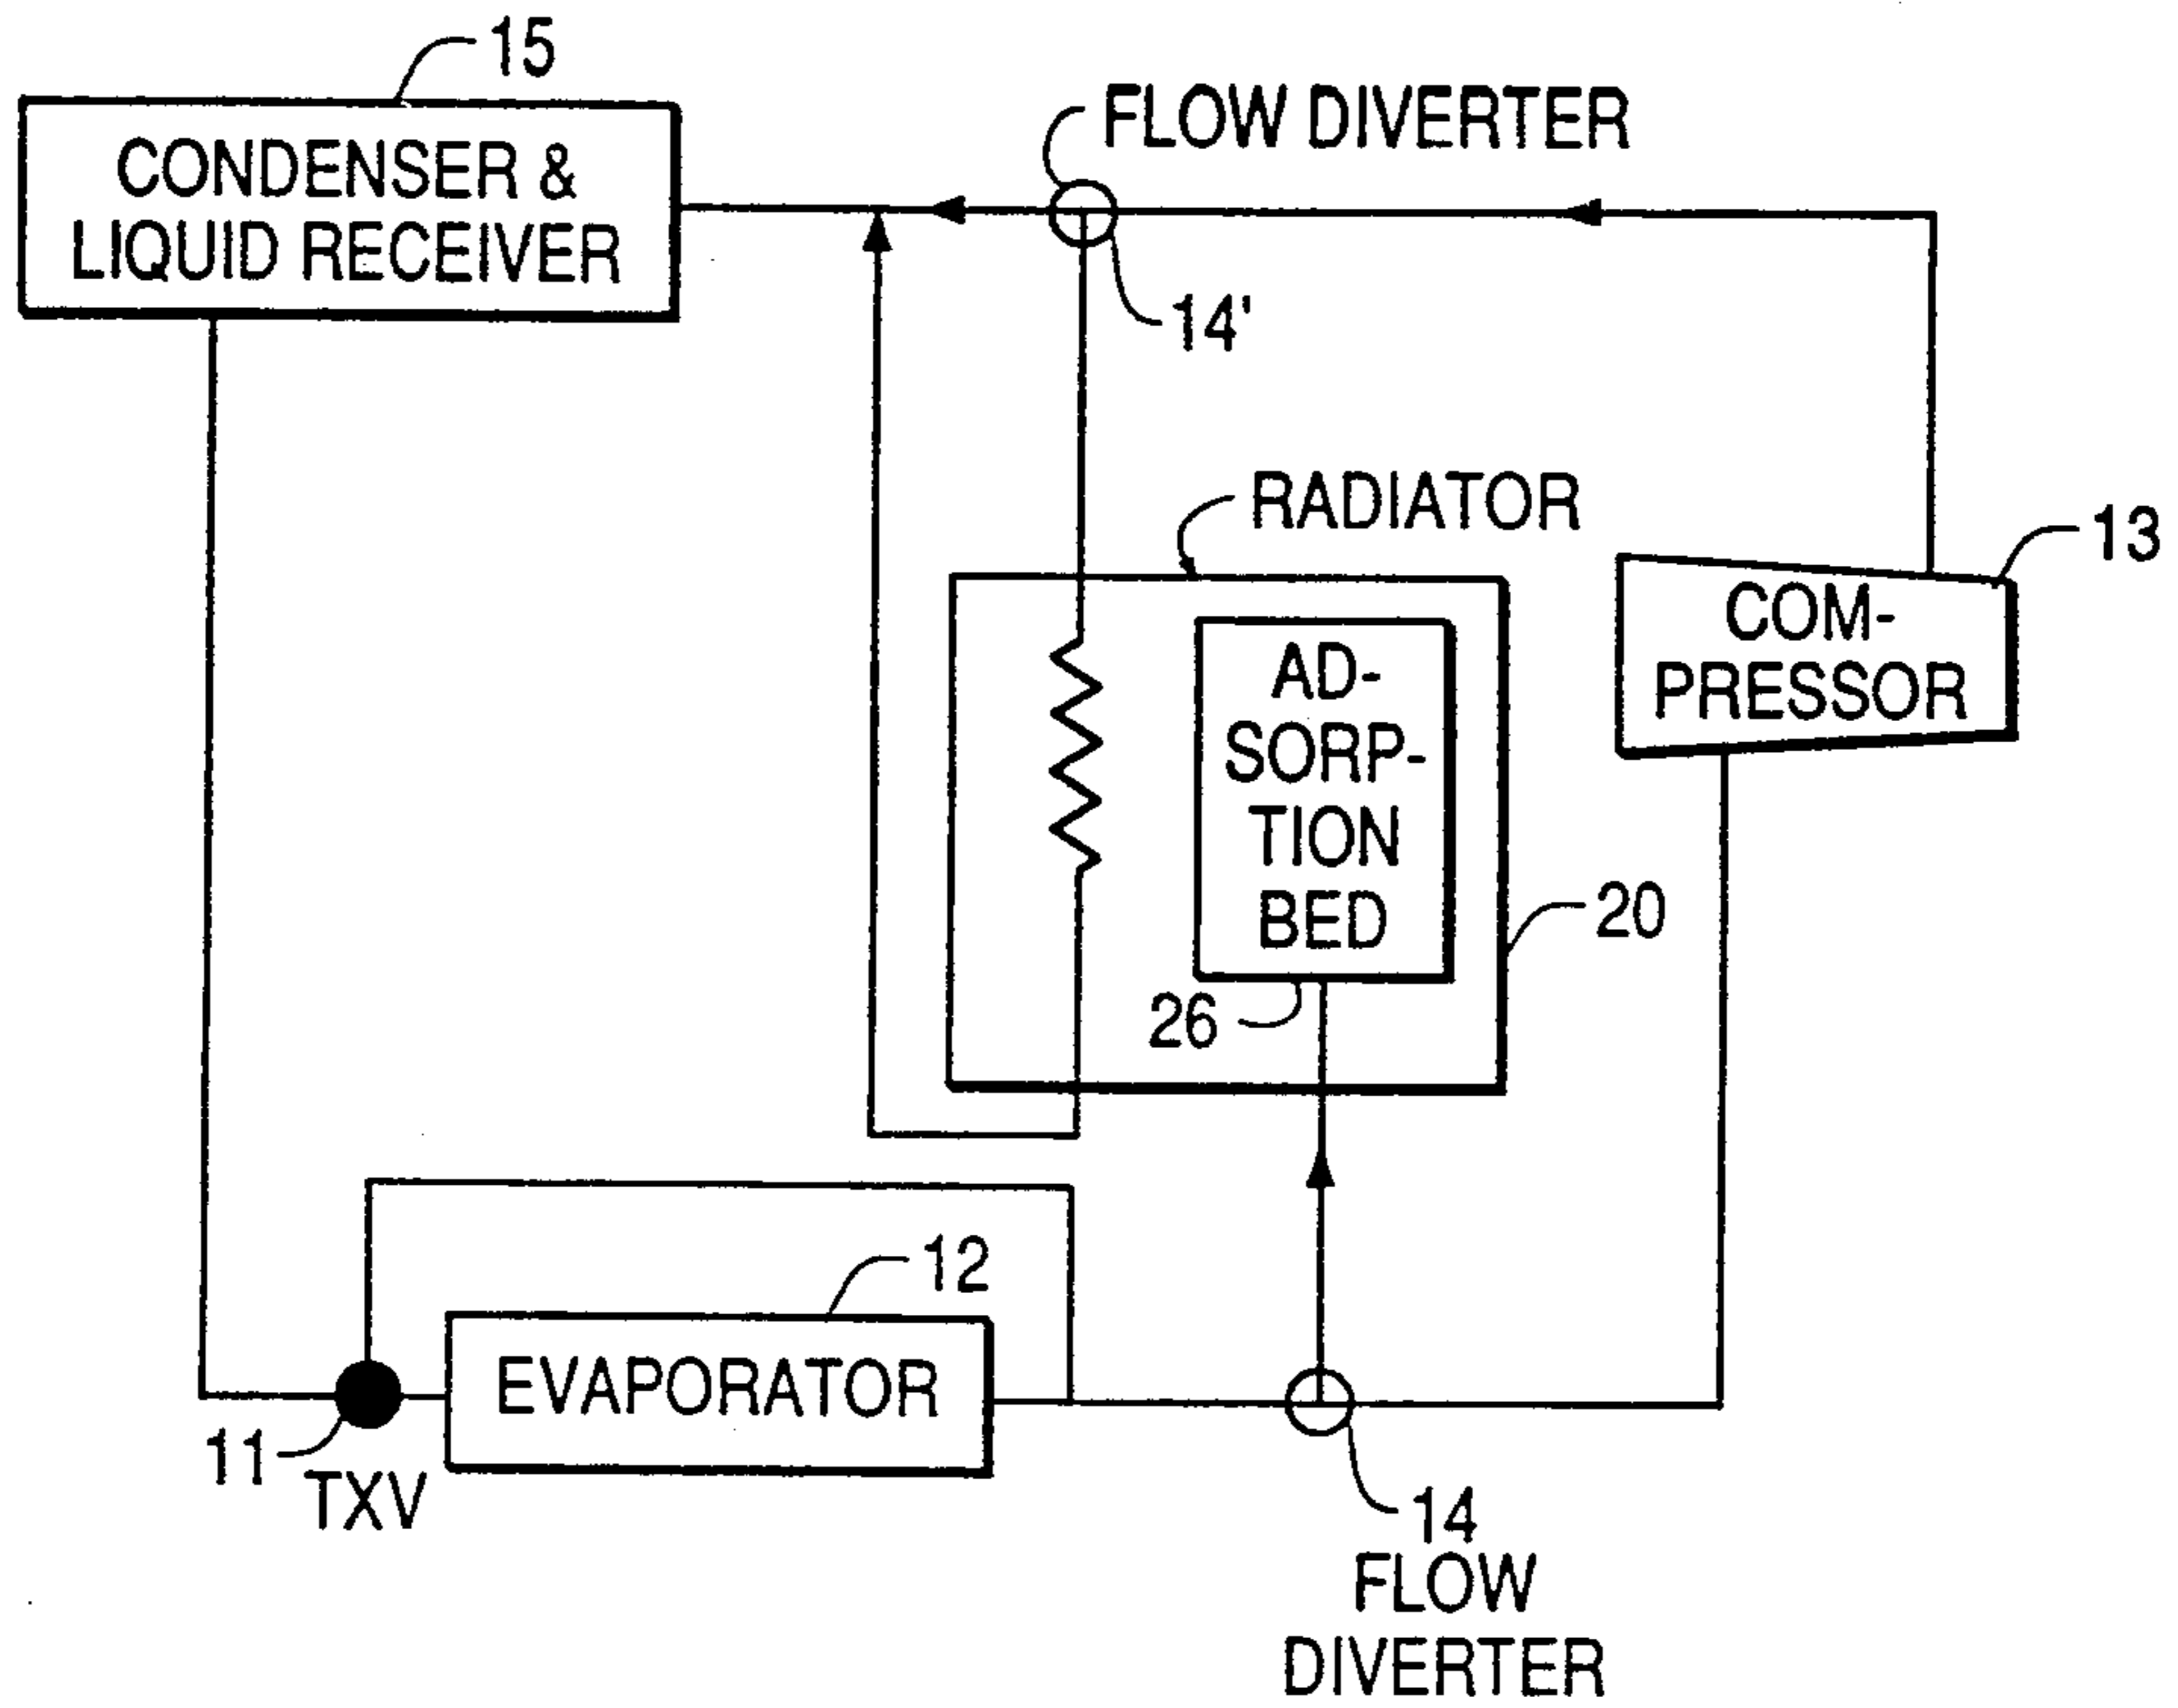 15
CONDENSER &
LIQUID RECEIVER
FLOW DIVERTER
14'
RADIATOR
13
COM-
PRESSOR
AD-
SORP-
TION
BED
20
26
12
EVAPORATOR
11
TXV
14
FLOW
DIVERTER